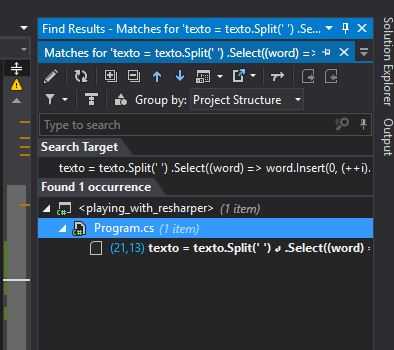 Find Results - Matches for 'texto = texto.Split(' ') .Se...
Matches for 'texto = texto.Split(' ') .Select((word) =>
Group by: Project Structure
Type to search
Search Target
texto = texto.Split(' ') .Select((word) => word.Insert(0, (++i).
Found 1 occurrence
<playing_with_resharper> (1 item)
Program.cs (1 item)
(21,13) texto = texto.Split(' ') .Select((word) =
Solution Explorer
Output